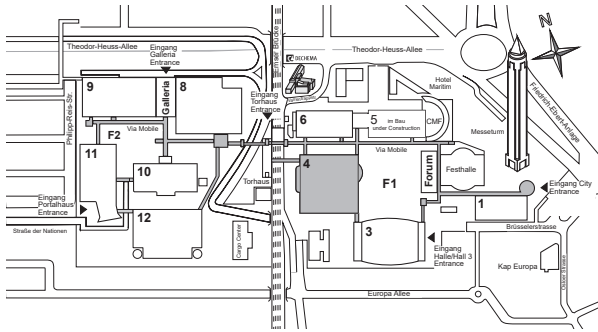 N
Theodor-Heuss-Allee
Eingang
Galleria
Entrance
DECHEMA
Theodor-Heuss-Allee
Hotel
Maritim
Friedrich-Ebert-Anlage
Philipp-Reis-Str.
9
Galleria
8
Eingang
Torhaus
Entrance
6
5
im Bau
under Construction
CMF
Messeturm
F2
Via Mobile
Via Mobile
11
10
4
F1
Forum
Festhalle
Torhaus
Eingang
Portalhaus
Entrance
Eingang City
Entrance
1
12
3
Straße der Nationen
Cargo Center
Brüsselerstrasse
Eingang
Halle/Hall 3
Entrance
Kap Europa
Europa Allee